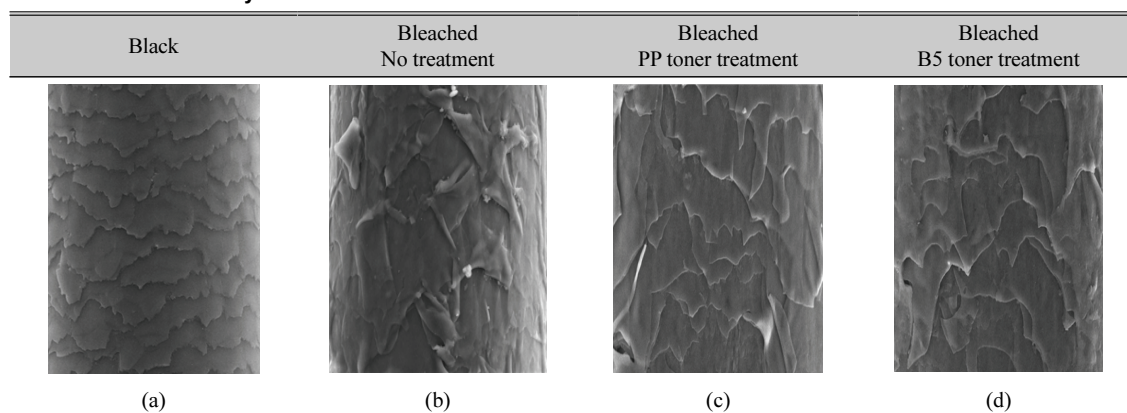 Black
Bleached
No treatment
Bleached
PP toner treatment
Bleached
B5 toner treatment
(a)
(b)
(c)
(d)